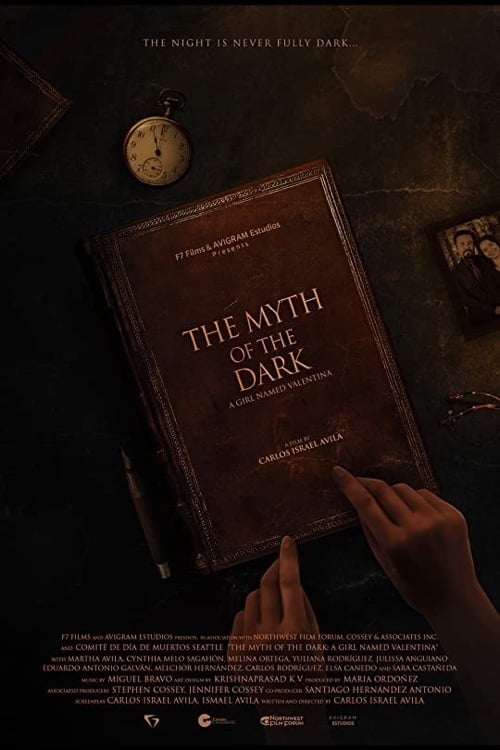 THE NIGHT IS NEVER FULLY DARK...
F7 Films & AVIGRAM Estudios
Presents
THE MYTH
OF THE
DARK
A GIRL NAMED VALENTINA
A FILM BY
CARLOS ISRAEL AVILA
F7 FILMS AND AVIGRAM ESTUDIOS PRESENTS, IN ASSOCIATION WITH NORTHWEST FILM FORUM, COSSEY & ASSOCIATES INC.
AND COMITÉ DE DÍA DE MUERTOS SEATTLE "THE MYTH OF THE DARK: A GIRL NAMED VALENTINA"
WITH MARTHA AVILA, CYNTHIA MELO SAGAHÓN, MELINA ORTEGA, YULIANA RODRÍGUEZ, JULISSA ANGUIANO
EDUARDO ANTONIO GALVÁN, MELCHOR HERNÁNDEZ, CARLOS RODRÍGUEZ, ELSA CANEDO AND SARA CASTAÑEDA
MUSIC BY MIGUEL BRAVO ART DESIGN BY KRISHNAPRASAD K V PRODUCED BY MARIA ORDOÑEZ
ASSOCIATED PRODUCERS STEPHEN COSSEY, JENNIFER COSSEY CO-PRODUCER SANTIAGO HERNÁNDEZ ANTONIO
SCREENPLAY CARLOS ISRAEL AVILA, ISMAEL AVILA WRITTEN AND DIRECTED BY CARLOS ISRAEL AVILA
NORTHWEST
FILM FORUM
AVIGRAM
ESTUDIOS